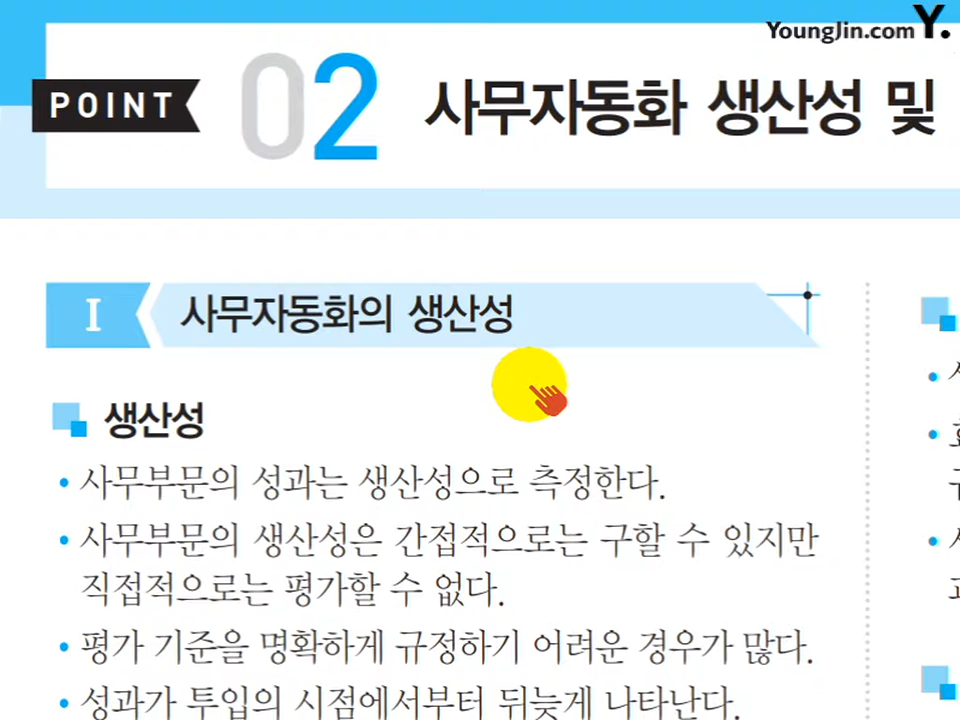 YoungJin.com Y.
POINT 02 사무자동화 생산성 및
I 사무자동화의 생산성
생산성
• 사무부문의 성과는 생산성으로 측정한다.
• 사무부문의 생산성은 간접적으로는 구할 수 있지만
직접적으로는 평가할 수 없다.
• 평가 기준을 명확하게 규정하기 어려운 경우가 많다.
• 성과가 투입의 시점에서부터 뒤늦게 나타난다.